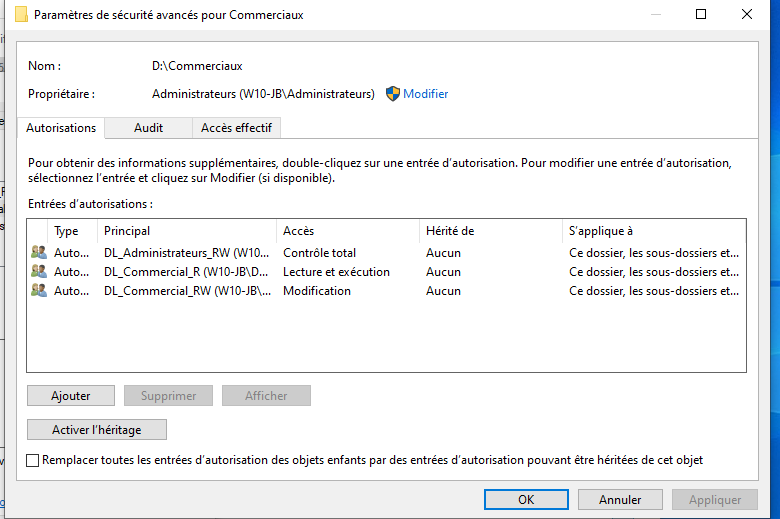 Paramètres de sécurité avancés pour Commerciaux
Nom : D:\Commerciaux
Propriétaire : Administrateurs (W10-JB\Administrateurs) Modifier
Autorisations Audit Accès effectif
Pour obtenir des informations supplémentaires, double-cliquez sur une entrée d'autorisation. Pour modifier une entrée d'autorisation,
sélectionnez l'entrée et cliquez sur Modifier (si disponible).
Entrées d'autorisations :
Type Principal Accès Hérité de S'applique à
Auto... DL_Administrateurs_RW (W10... Contrôle total Aucun Ce dossier, les sous-dossiers et...
Auto... DL_Commercial_R (W10-JB\D... Lecture et exécution Aucun Ce dossier, les sous-dossiers et...
Auto... DL_Commercial_RW (W10-JB\... Modification Aucun Ce dossier, les sous-dossiers et...
Ajouter Supprimer Afficher
Activer l'héritage
Remplacer toutes les entrées d'autorisation des objets enfants par des entrées d'autorisation pouvant être héritées de cet objet
OK Annuler Appliquer